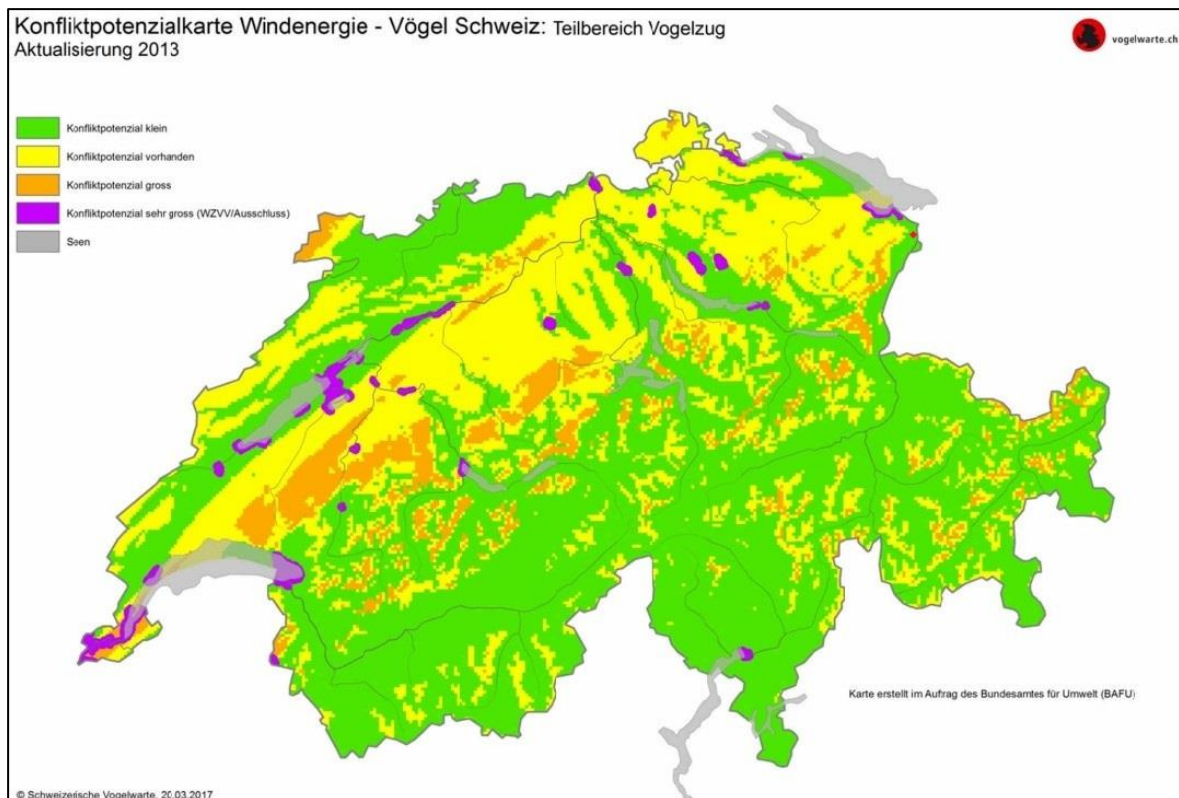 Konfliktpotenzialkarte Windenergie - Vögel Schweiz: Teilbereich Vogelzug
Aktualisierung 2013
vogelwarte.ch
Konfliktpotenzial klein
Konfliktpotenzial vorhanden
Konfliktpotenzial gross
Konfliktpotenzial sehr gross (WZVV/Ausschluss)
Seen
Karte erstellt im Auftrag des Bundesamtes für Umwelt (BAFU)
© Schweizerische Vogelwarte, 20.03.2017